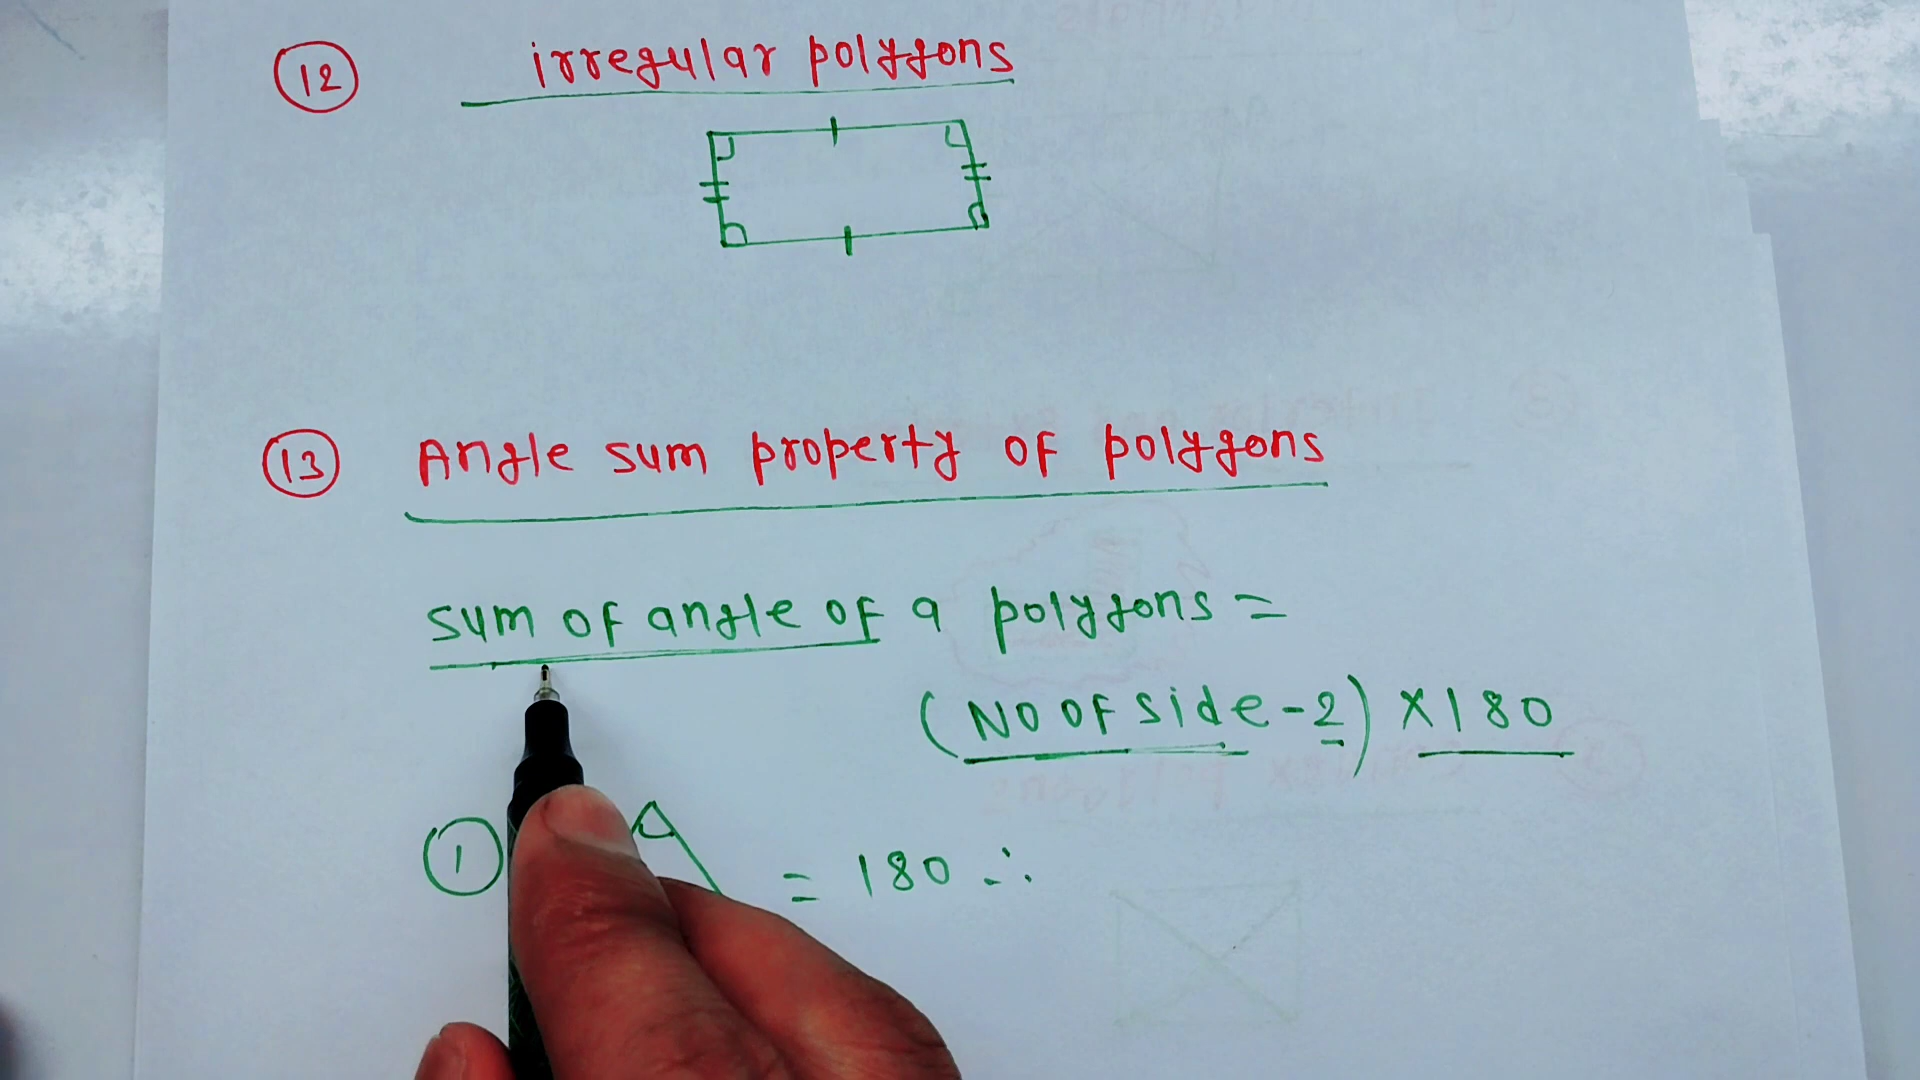 12 irregular polygons
13 Angle sum property of polygons
sum of angle of a polygons =
(NO OF side - 2) × 180
1 = 180 ∴